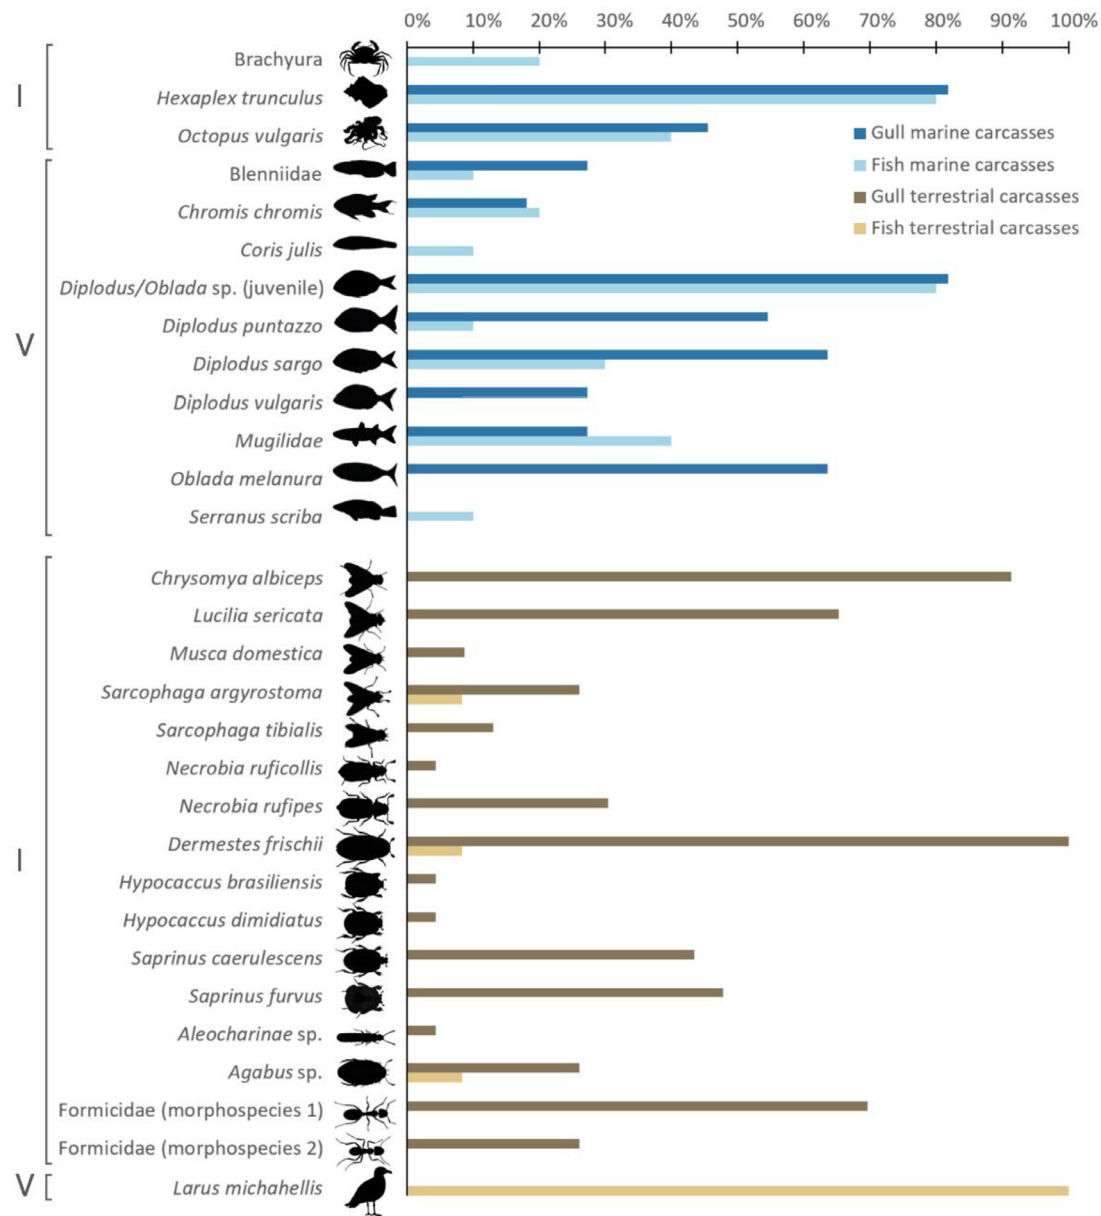 0% 10% 20% 30% 40% 50% 60% 70% 80% 90% 100%
Brachyura
I
Hexaplex trunculus
Octopus vulgaris
Gull marine carcasses
Fish marine carcasses
Gull terrestrial carcasses
Fish terrestrial carcasses
Blenniidae
Chromis chromis
Coris julis
Diplodus/Oblada sp. (juvenile)
Diplodus puntazzo
V
Diplodus sargo
Diplodus vulgaris
Mugilidae
Oblada melanura
Serranus scriba
Chrysomya albiceps
Lucilia sericata
Musca domestica
Sarcophaga argyrostoma
Sarcophaga tibialis
Necrobia ruficollis
Necrobia rufipes
Dermestes frischii
I
Hypocaccus brasiliensis
Hypocaccus dimidiatus
Saprinus caerulescens
Saprinus furvus
Aleocharinae sp.
Agabus sp.
Formicidae (morphospecies 1)
Formicidae (morphospecies 2)
V
Larus michahellis